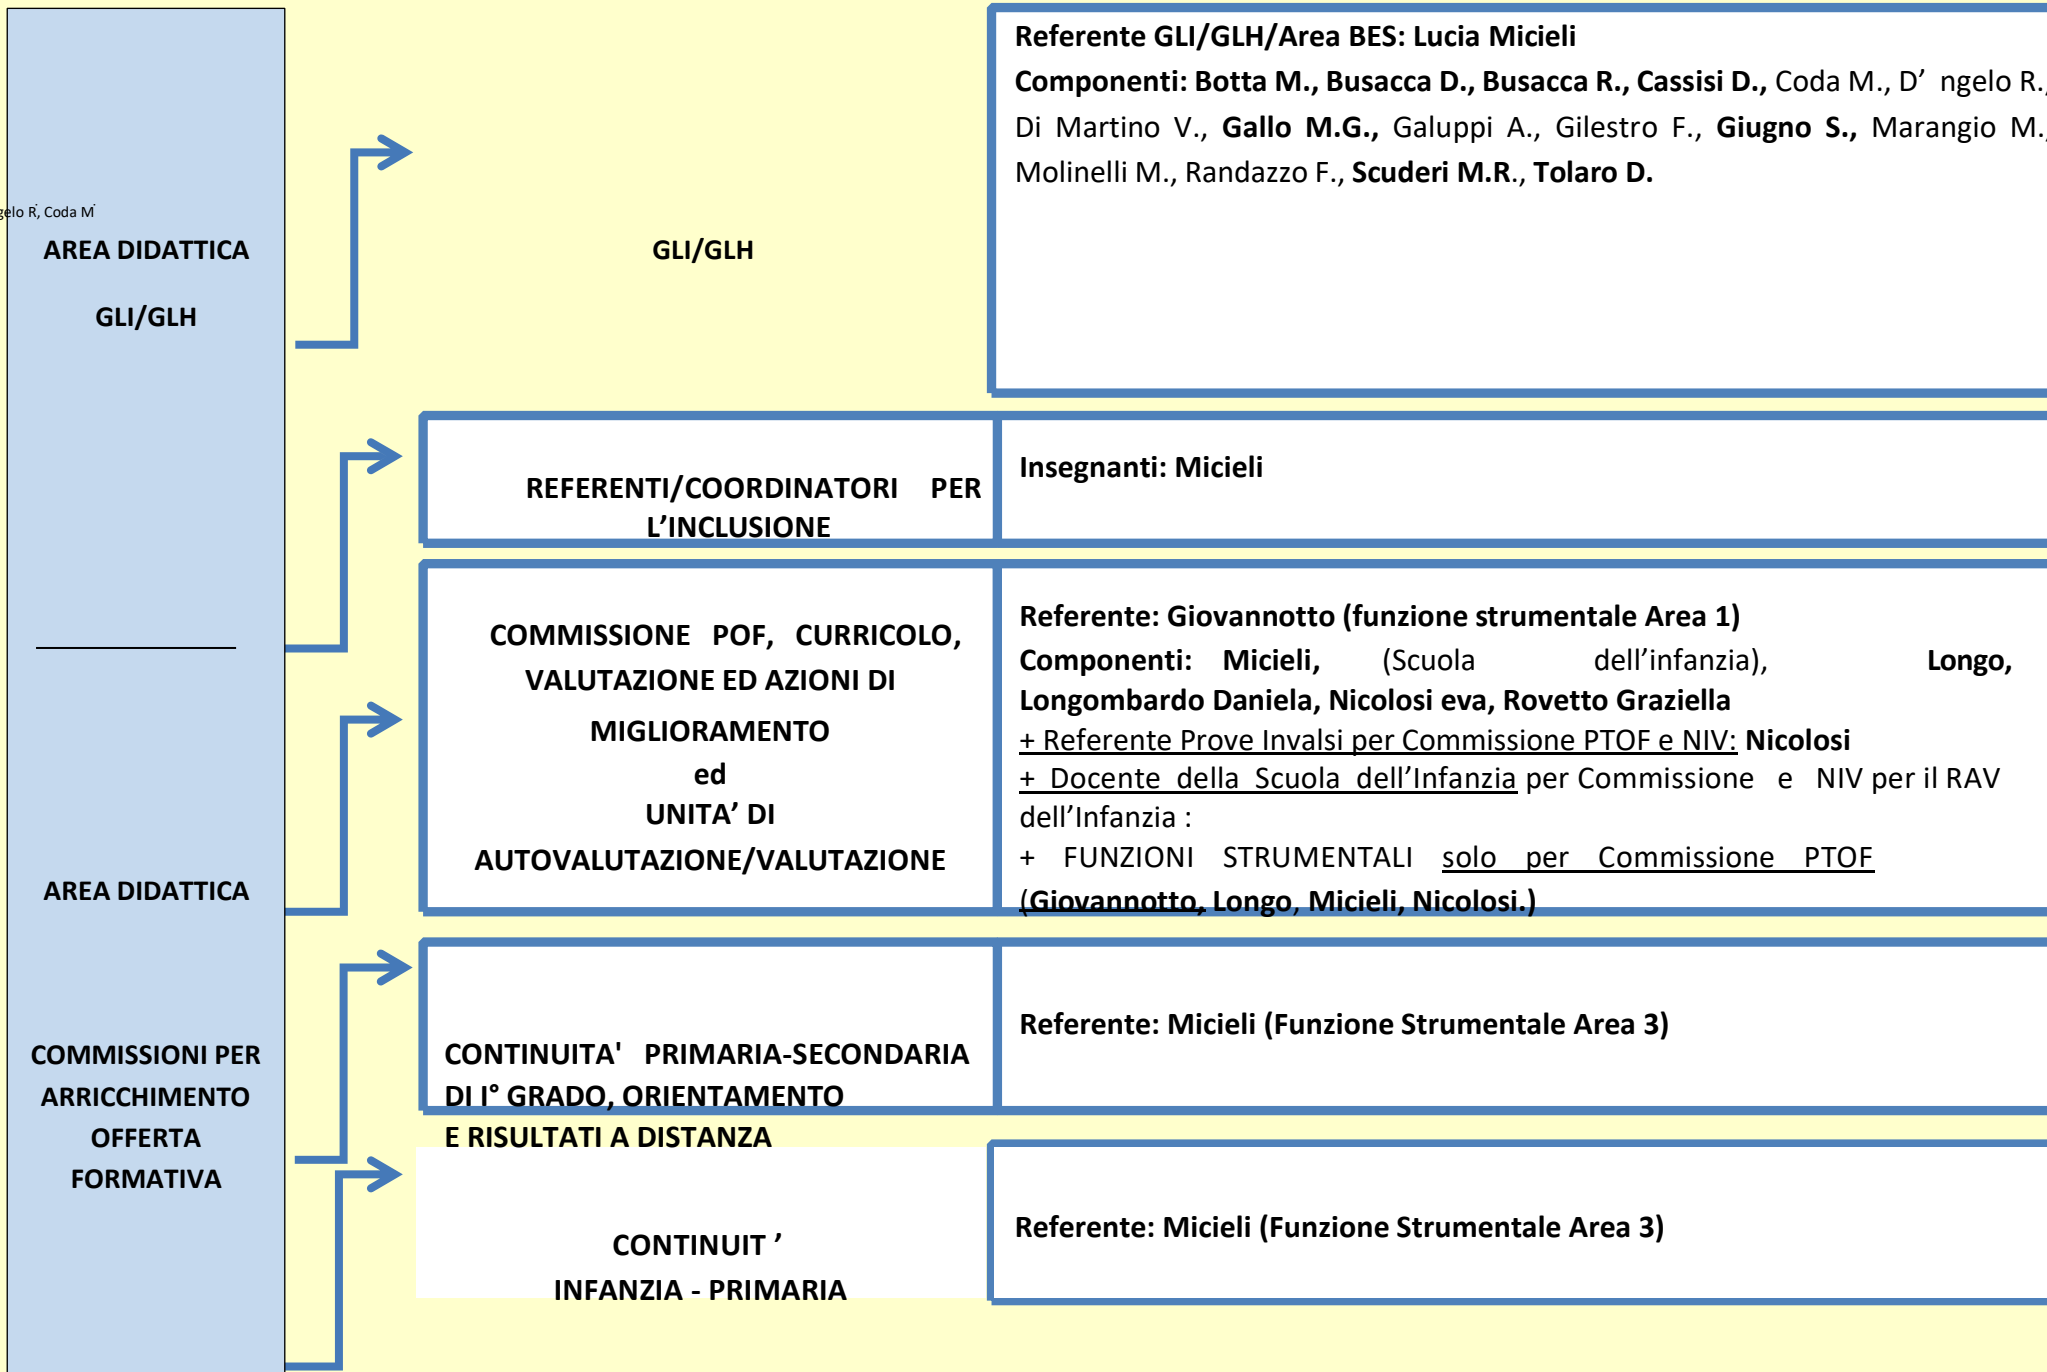 gelo R, Coda M
AREA DIDATTICA
GLI/GLH
AREA DIDATTICA
COMMISSIONI PER
ARRICCHIMENTO
OFFERTA
FORMATIVA
GLI/GLH
Referente GLI/GLH/Area BES: Lucia Micieli
Componenti: Botta M., Busacca D., Busacca R., Cassisi D., Coda M., D’ ngelo R.,
Di Martino V., Gallo M.G., Galuppi A., Gilestro F., Giugno S., Marangio M.,
Molinelli M., Randazzo F., Scuderi M.R., Tolaro D.
REFERENTI/COORDINATORI PER
L’INCLUSIONE
Insegnanti: Micieli
COMMISSIONE POF, CURRICOLO,
VALUTAZIONE ED AZIONI DI
MIGLIORAMENTO
ed
UNITA’ DI
AUTOVALUTAZIONE/VALUTAZIONE
Referente: Giovannotto (funzione strumentale Area 1)
Componenti: Micieli, (Scuola dell’infanzia), Longo,
Longombardo Daniela, Nicolosi eva, Rovetto Graziella
+ Referente Prove Invalsi per Commissione PTOF e NIV: Nicolosi
+ Docente della Scuola dell’Infanzia per Commissione e NIV per il RAV
dell’Infanzia :
+ FUNZIONI STRUMENTALI solo per Commissione PTOF
(Giovannotto, Longo, Micieli, Nicolosi.)
CONTINUITA' PRIMARIA-SECONDARIA
DI I° GRADO, ORIENTAMENTO
E RISULTATI A DISTANZA
Referente: Micieli (Funzione Strumentale Area 3)
CONTINUIT ’
INFANZIA - PRIMARIA
Referente: Micieli (Funzione Strumentale Area 3)